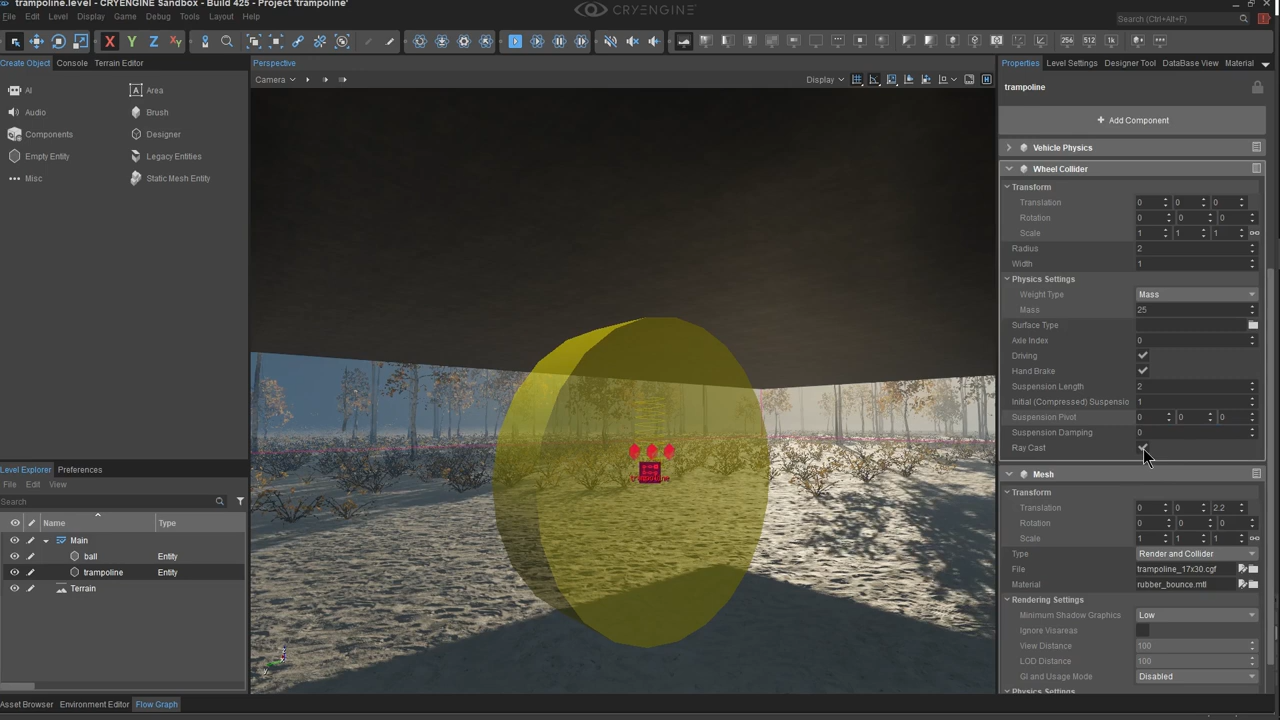 trampoline.level - CRYENGINE Sandbox - Build 425 - Project 'trampoline'
CRYENGINE
File Edit Level Display Game Debug Tools Layout Help
Search (Ctrl+Alt+F)
X Y Z XY 256 512 1k
Create Object Console Terrain Editor
Perspective
Properties Level Settings Designer Tool DataBase View Material
Camera
Display
AI Area
Audio Brush
Components Designer
Empty Entity Legacy Entities
Misc Static Mesh Entity
trampoline
Add Component
Vehicle Physics
Wheel Collider
Transform
Translation 0 0 0
Rotation 0 0 0
Scale 1 1 1
Radius 2
Width 1
Physics Settings
Weight Type Mass
Mass 25
Surface Type
Axle Index 0
Driving
Hand Brake
Suspension Length 2
Initial (Compressed) Suspensio 1
Suspension Pivot 0 0 0
Suspension Damping 0
Ray Cast
Mesh
Transform
Translation 0 0 2.2
Rotation 0 0 0
Scale 1 1 1
Type Render and Collider
File trampoline_17x30.cgf
Material rubber_bounce.mtl
Rendering Settings
Minimum Shadow Graphics Low
Ignore Visareas
View Distance 100
LOD Distance 100
GI and Usage Mode Disabled
Physics Settings
trampoline
z
y
Level Explorer Preferences
File Edit View
Search
Name Type
Main
ball Entity
trampoline Entity
Terrain
Asset Browser Environment Editor Flow Graph